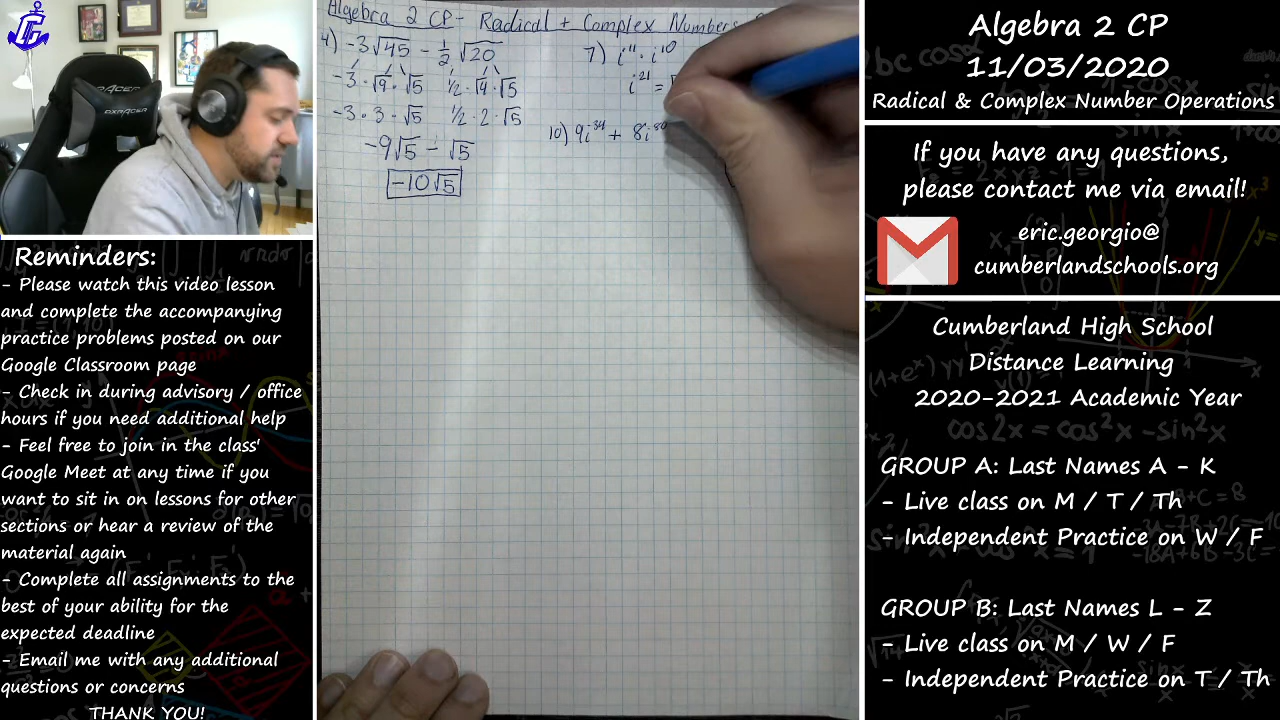 Algebra 2 CP - Radical + Complex Numbers
4) -3√45 - 1/2 √20
-3 · √9 · √5 1/2 · √4 · √5
-3 · 3 · √5 1/2 · 2 · √5
-9√5 - √5
-10√5
7) i¹¹ · i¹⁰
i²¹ =
10) 9i³⁴ + 8i
Reminders:
- Please watch this video lesson
and complete the accompanying
practice problems posted on our
Google Classroom page
- Check in during advisory / office
hours if you need additional help
- Feel free to join in the class'
Google Meet at any time if you
want to sit in on lessons for other
sections or hear a review of the
material again
- Complete all assignments to the
best of your ability for the
expected deadline
- Email me with any additional
questions or concerns
THANK YOU!
Algebra 2 CP
11/03/2020
Radical & Complex Number Operations
If you have any questions,
please contact me via email!
eric.georgio@
cumberlandschools.org
Cumberland High School
Distance Learning
2020-2021 Academic Year
GROUP A: Last Names A - K
- Live class on M / T / Th
- Independent Practice on W / F
GROUP B: Last Names L - Z
- Live class on M / W / F
- Independent Practice on T / Th